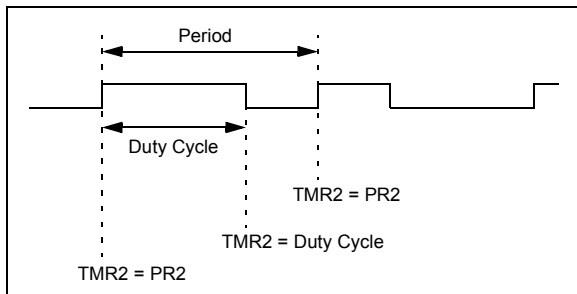 Period
Duty Cycle
TMR2 = PR2
TMR2 = Duty Cycle
TMR2 = PR2